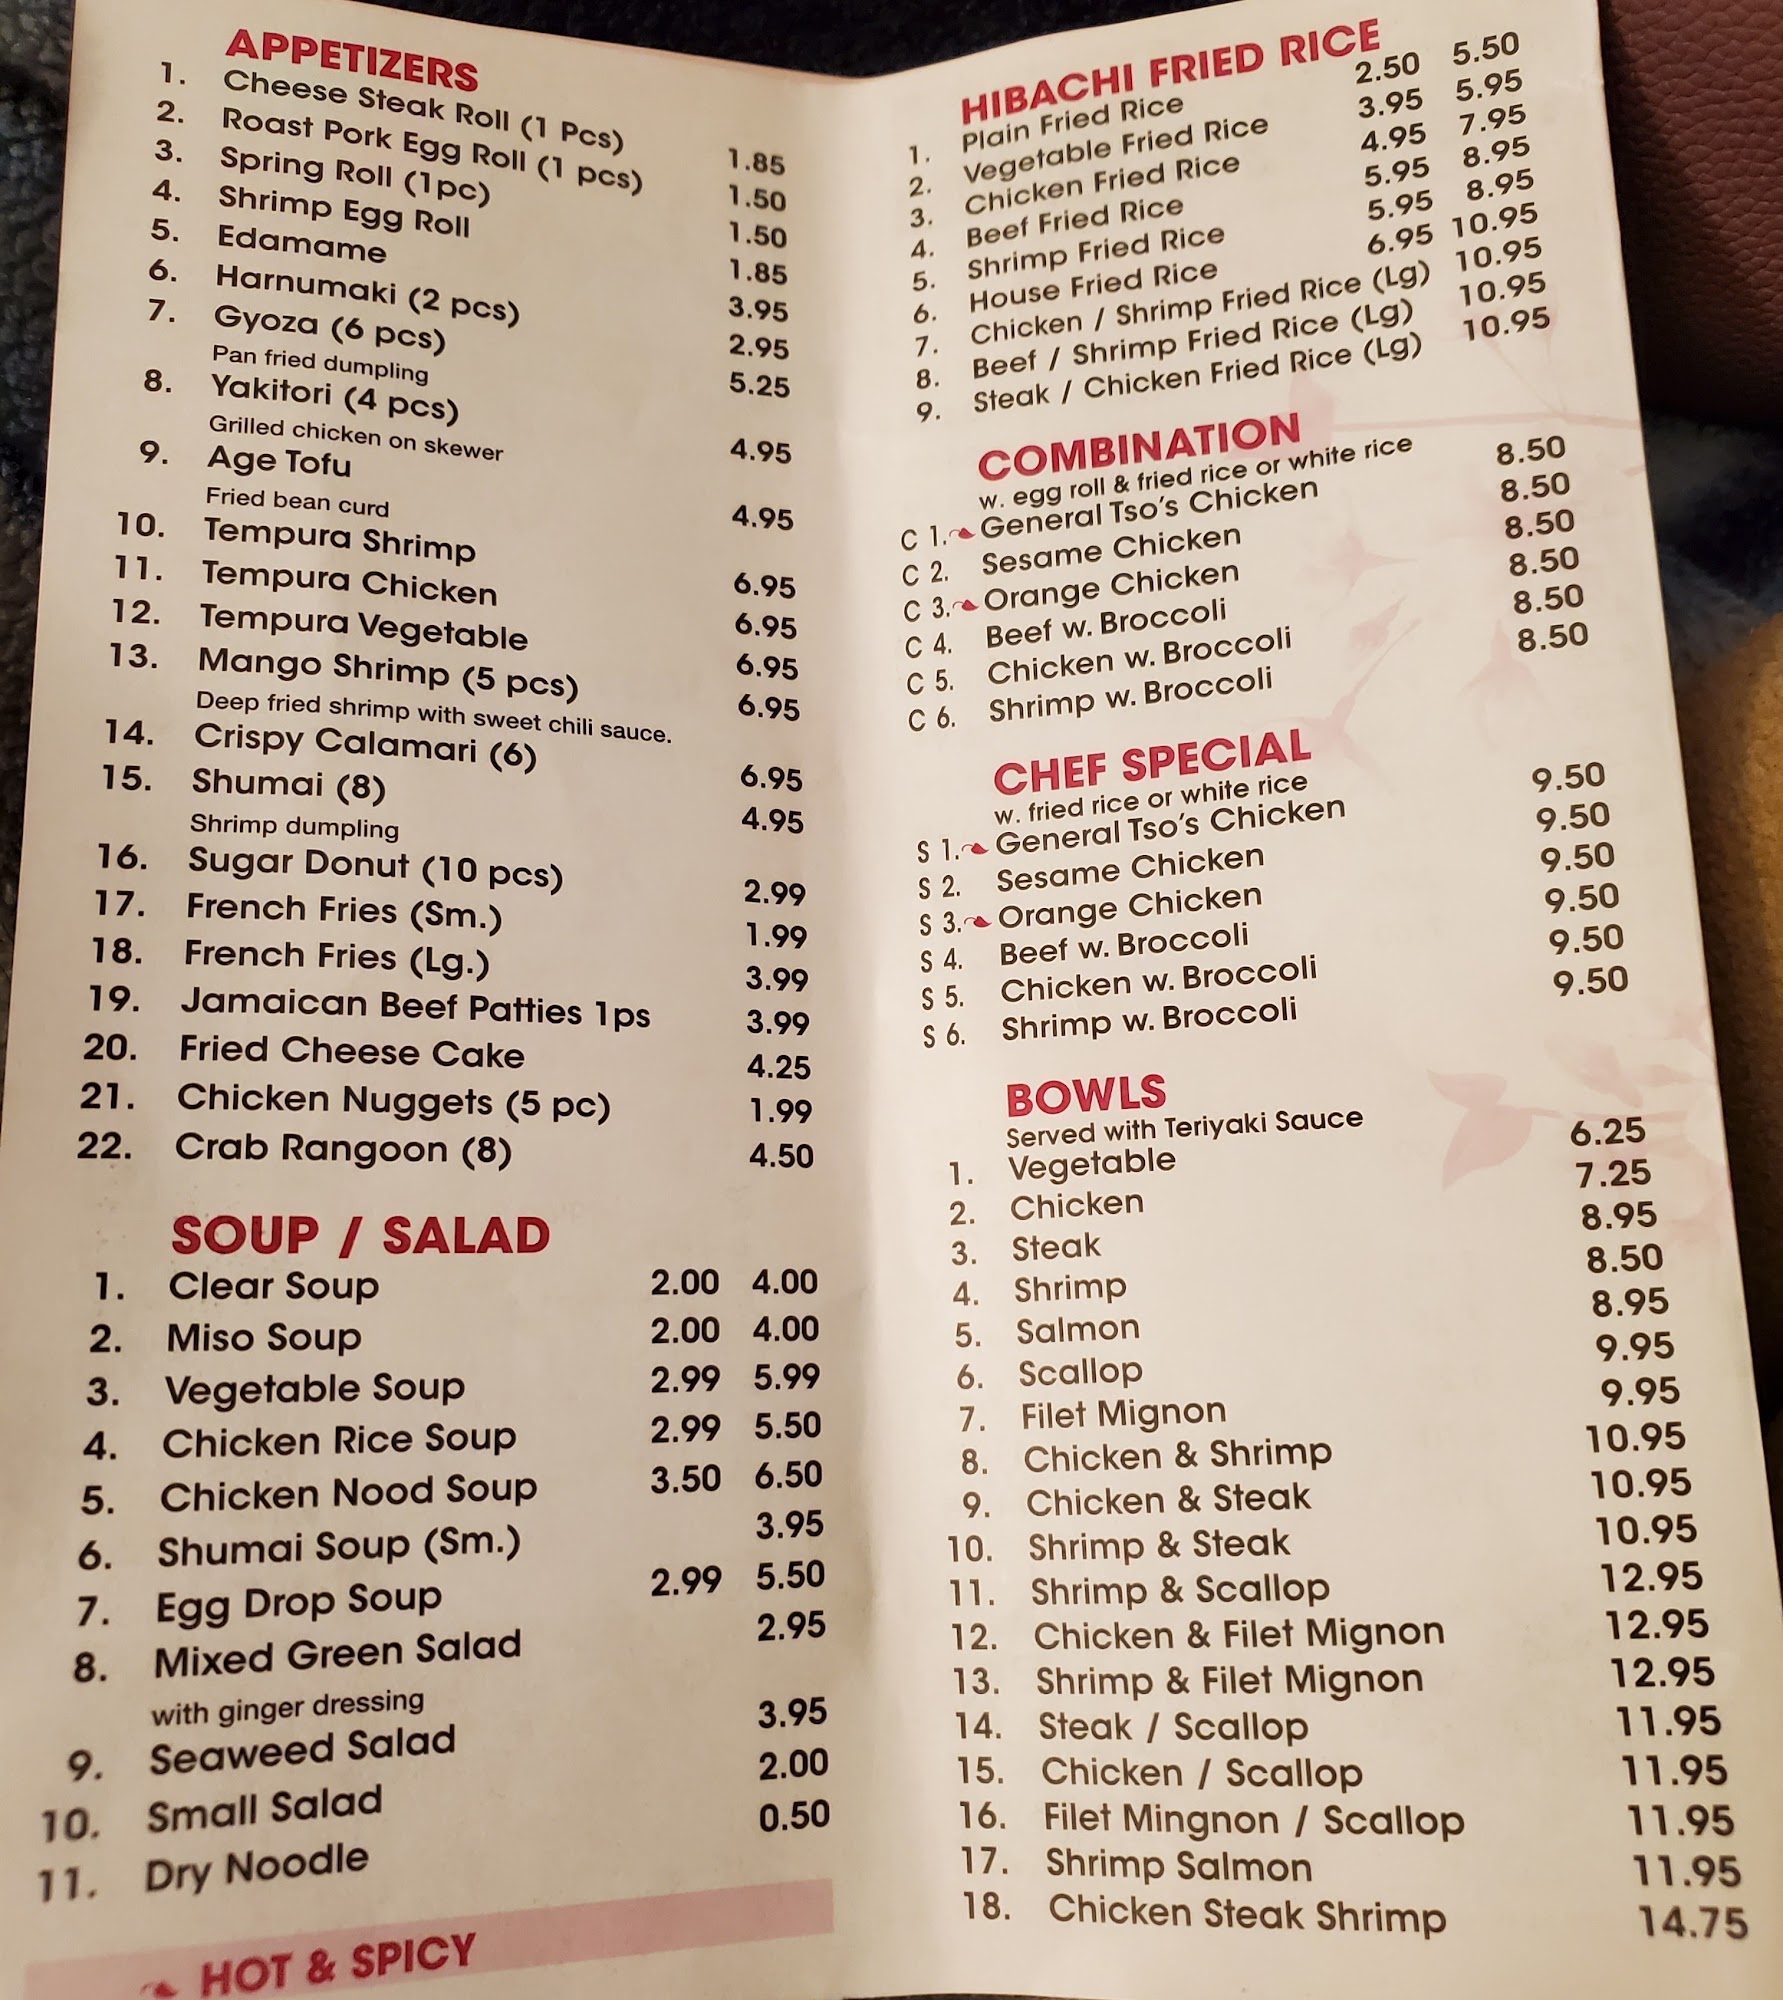 APPETIZERS
1. Cheese Steak Roll (1 Pcs) 1.85
2. Roast Pork Egg Roll (1 pcs) 1.50
3. Spring Roll (1pc) 1.50
4. Shrimp Egg Roll 1.85
5. Edamame 3.95
6. Harnumaki (2 pcs) 2.95
7. Gyoza (6 pcs) 5.25
Pan fried dumpling
8. Yakitori (4 pcs) 4.95
Grilled chicken on skewer
9. Age Tofu 4.95
Fried bean curd
10. Tempura Shrimp 6.95
11. Tempura Chicken 6.95
12. Tempura Vegetable 6.95
13. Mango Shrimp (5 pcs) 6.95
Deep fried shrimp with sweet chili sauce.
14. Crispy Calamari (6) 6.95
15. Shumai (8) 4.95
Shrimp dumpling
16. Sugar Donut (10 pcs) 2.99
17. French Fries (Sm.) 1.99
18. French Fries (Lg.) 3.99
19. Jamaican Beef Patties 1ps 3.99
20. Fried Cheese Cake 4.25
21. Chicken Nuggets (5 pc) 1.99
22. Crab Rangoon (8) 4.50
SOUP / SALAD
1. Clear Soup 2.00 4.00
2. Miso Soup 2.00 4.00
3. Vegetable Soup 2.99 5.99
4. Chicken Rice Soup 2.99 5.50
5. Chicken Nood Soup 3.50 6.50
6. Shumai Soup (Sm.) 3.95
7. Egg Drop Soup 2.99 5.50
8. Mixed Green Salad 2.95
with ginger dressing
9. Seaweed Salad 3.95
10. Small Salad 2.00
11. Dry Noodle 0.50
HOT & SPICY
HIBACHI FRIED RICE
1. Plain Fried Rice 2.50 5.50
2. Vegetable Fried Rice 3.95 5.95
3. Chicken Fried Rice 4.95 7.95
4. Beef Fried Rice 5.95 8.95
5. Shrimp Fried Rice 5.95 8.95
6. House Fried Rice 6.95 10.95
7. Chicken / Shrimp Fried Rice (Lg) 10.95
8. Beef / Shrimp Fried Rice (Lg) 10.95
9. Steak / Chicken Fried Rice (Lg) 10.95
COMBINATION
w. egg roll & fried rice or white rice
C 1. General Tso's Chicken 8.50
C 2. Sesame Chicken 8.50
C 3. Orange Chicken 8.50
C 4. Beef w. Broccoli 8.50
C 5. Chicken w. Broccoli 8.50
C 6. Shrimp w. Broccoli 8.50
CHEF SPECIAL
w. fried rice or white rice
S 1. General Tso's Chicken 9.50
S 2. Sesame Chicken 9.50
S 3. Orange Chicken 9.50
S 4. Beef w. Broccoli 9.50
S 5. Chicken w. Broccoli 9.50
S 6. Shrimp w. Broccoli 9.50
BOWLS
Served with Teriyaki Sauce
1. Vegetable 6.25
2. Chicken 7.25
3. Steak 8.95
4. Shrimp 8.50
5. Salmon 8.95
6. Scallop 9.95
7. Filet Mignon 9.95
8. Chicken & Shrimp 10.95
9. Chicken & Steak 10.95
10. Shrimp & Steak 10.95
11. Shrimp & Scallop 12.95
12. Chicken & Filet Mignon 12.95
13. Shrimp & Filet Mignon 12.95
14. Steak / Scallop 11.95
15. Chicken / Scallop 11.95
16. Filet Mingnon / Scallop 11.95
17. Shrimp Salmon 11.95
18. Chicken Steak Shrimp 14.75